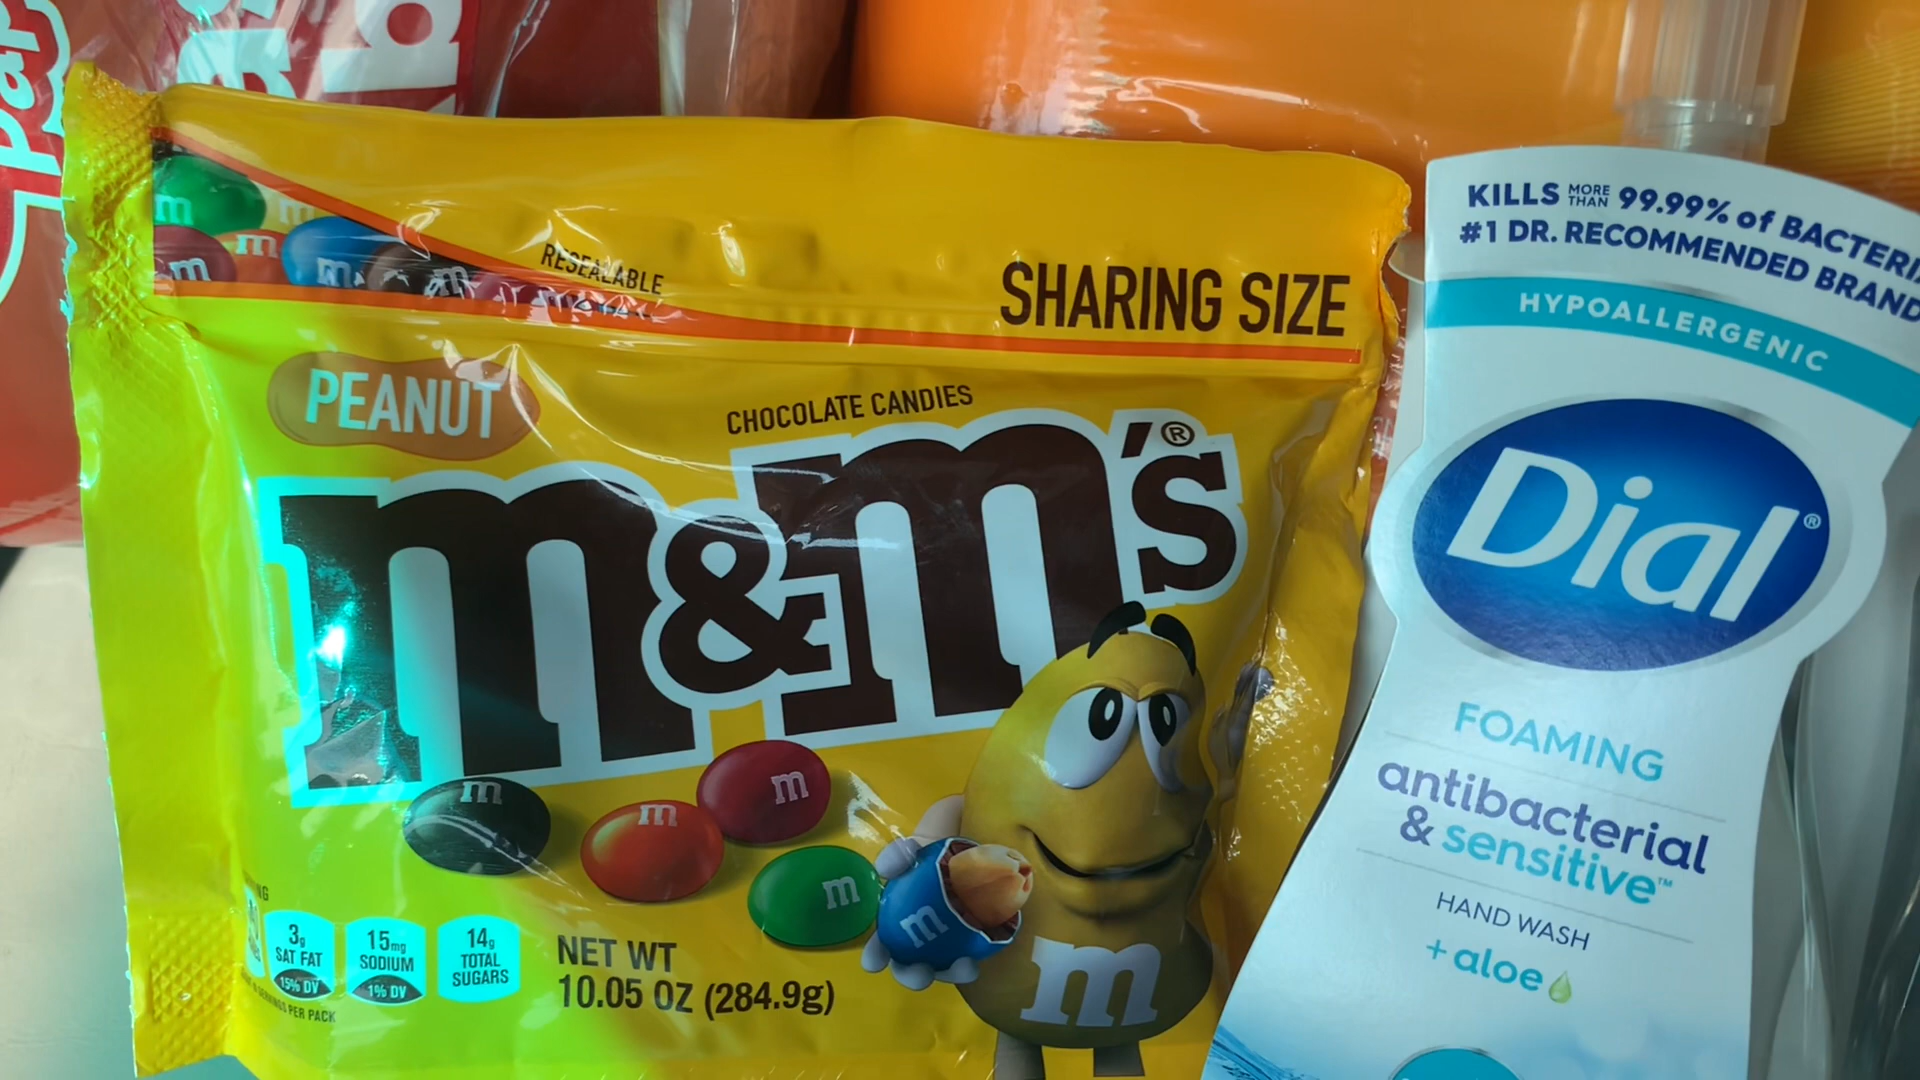 RESEALABLE
SHARING SIZE
PEANUT
CHOCOLATE CANDIES
m&m's®
m
m
m
m
m
m
3g
SAT FAT
15% DV
15mg
SODIUM
1% DV
14g
TOTAL
SUGARS
PER PACK
NET WT
10.05 OZ (284.9g)
KILLS MORE THAN 99.99% of BACTERI
#1 DR. RECOMMENDED BRAND
HYPOALLERGENIC
Dial®
FOAMING
antibacterial
& sensitive™
HAND WASH
+ aloe